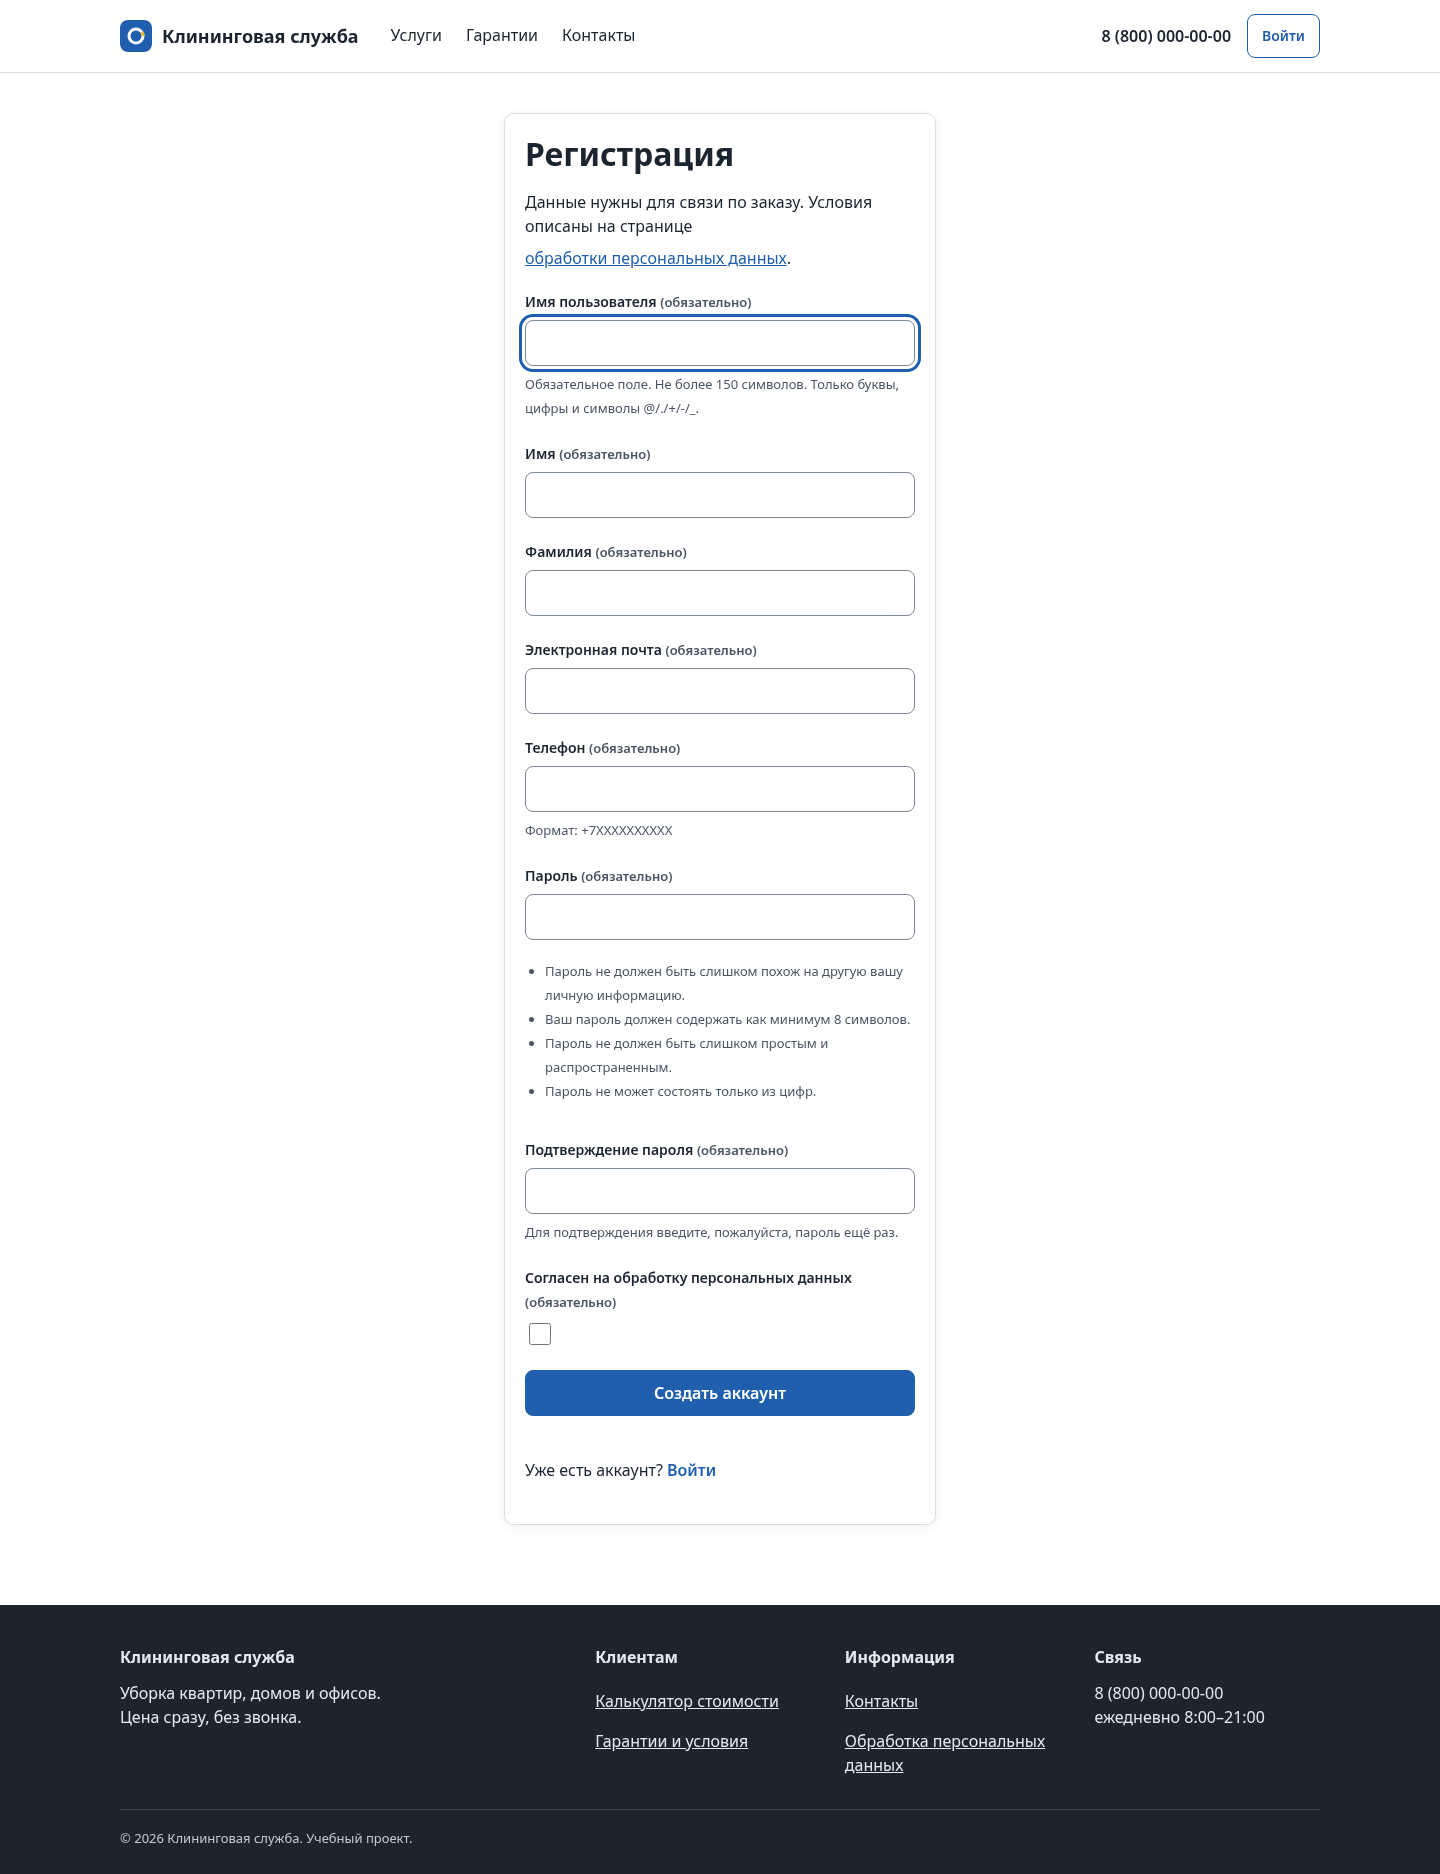 Клининговая служба
Услуги
Гарантии
Контакты
8 (800) 000-00-00
Войти
Регистрация
Данные нужны для связи по заказу. Условия
описаны на странице
обработки персональных данных.
Имя пользователя (обязательно)
Обязательное поле. Не более 150 символов. Только буквы,
цифры и символы @/./+/-/_.
Имя (обязательно)
Фамилия (обязательно)
Электронная почта (обязательно)
Телефон (обязательно)
Формат: +7XXXXXXXXXX
Пароль (обязательно)
Пароль не должен быть слишком похож на другую вашу
личную информацию.
Ваш пароль должен содержать как минимум 8 символов.
Пароль не должен быть слишком простым и
распространенным.
Пароль не может состоять только из цифр.
Подтверждение пароля (обязательно)
Для подтверждения введите, пожалуйста, пароль ещё раз.
Согласен на обработку персональных данных
(обязательно)
Создать аккаунт
Уже есть аккаунт? Войти
Клининговая служба
Уборка квартир, домов и офисов.
Цена сразу, без звонка.
Клиентам
Калькулятор стоимости
Гарантии и условия
Информация
Контакты
Обработка персональных
данных
Связь
8 (800) 000-00-00
ежедневно 8:00–21:00
© 2026 Клининговая служба. Учебный проект.